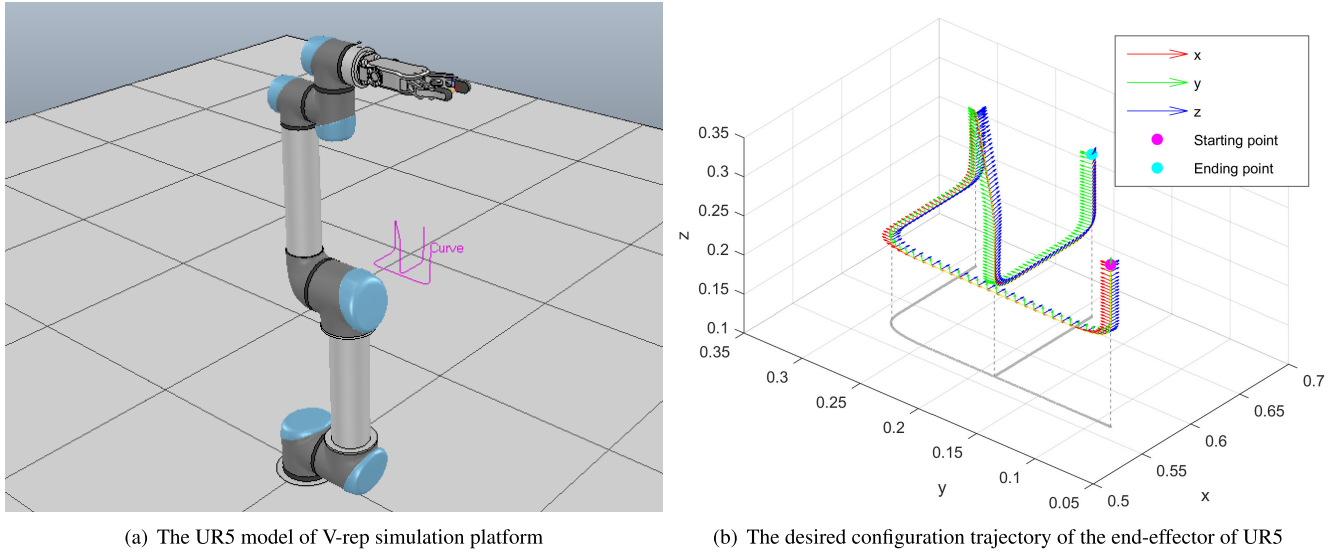 Curve
x
y
z
Starting point
Ending point
0.35
0.3
0.25
0.2
0.15
0.1
z
0.35
0.3
0.25
0.2
0.15
0.1
0.05
y
0.5
0.55
0.6
0.65
0.7
x
(a) The UR5 model of V-rep simulation platform
(b) The desired configuration trajectory of the end-effector of UR5